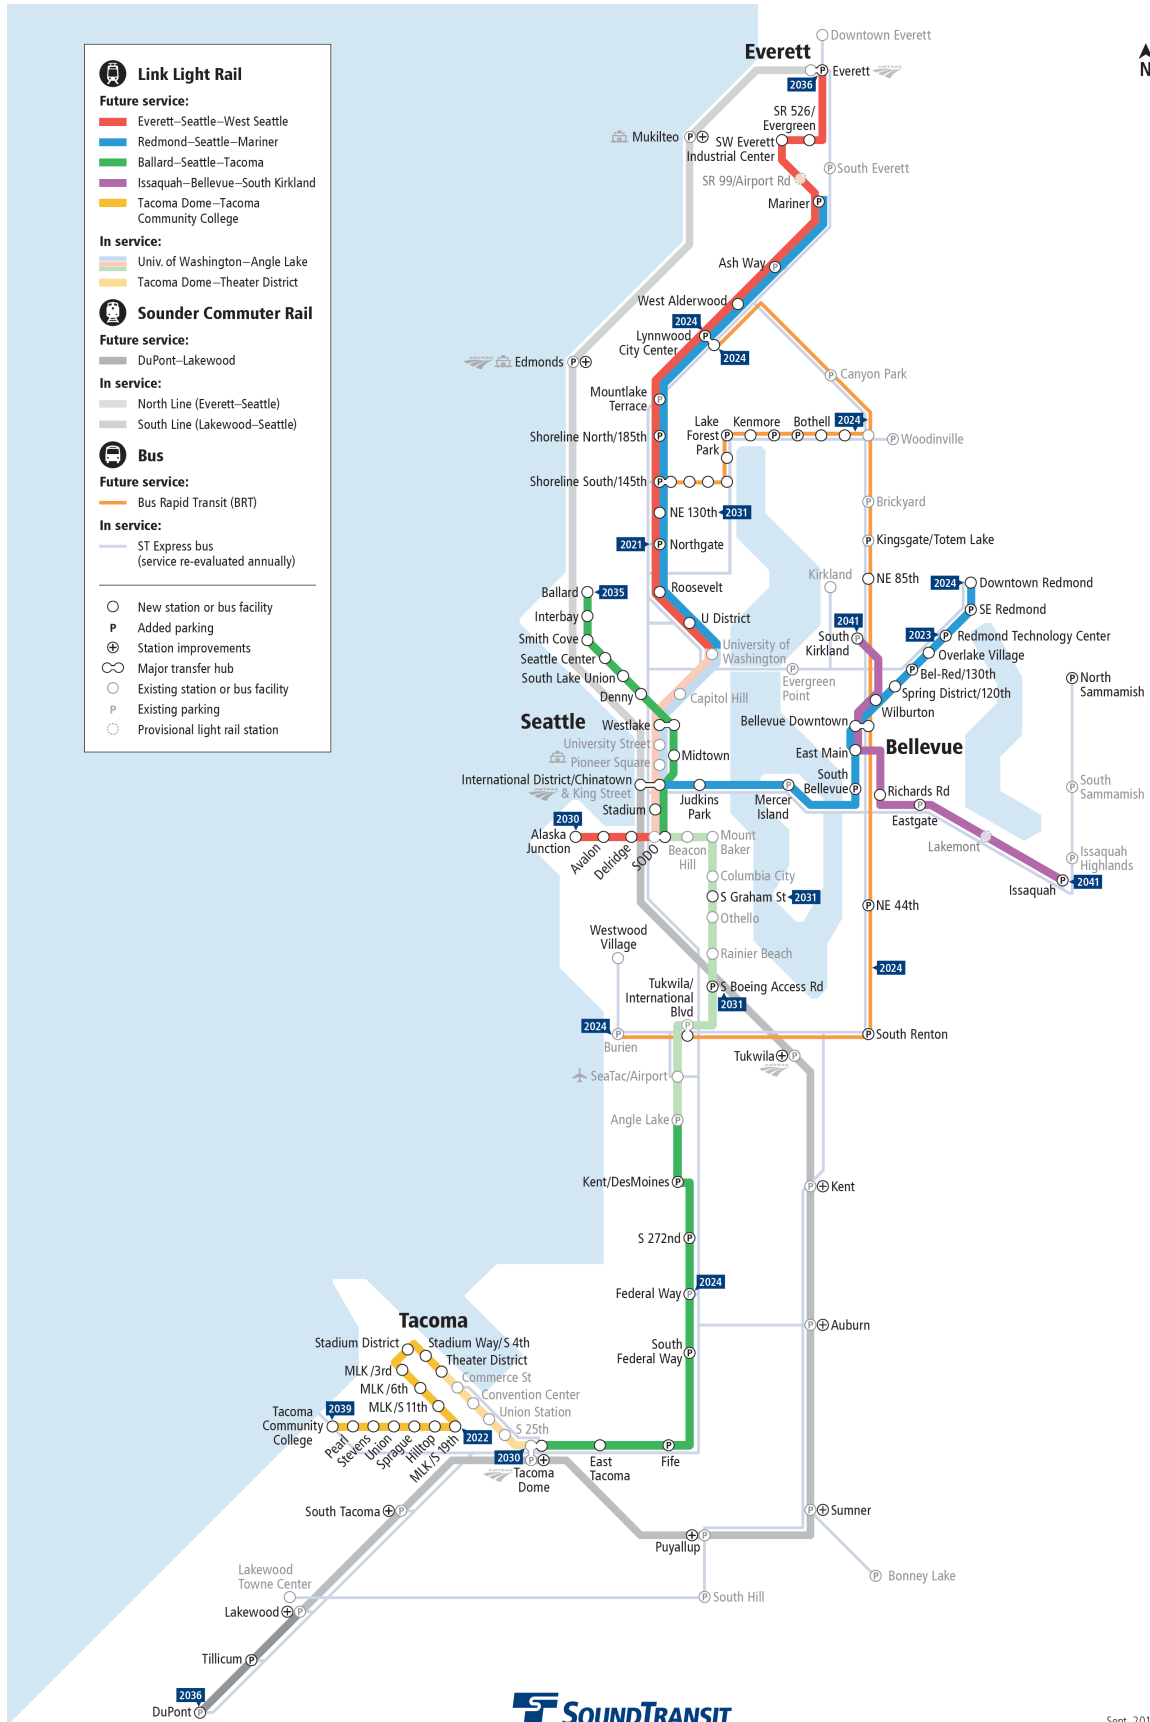 Link Light Rail
Future service:
Everett–Seattle–West Seattle
Redmond–Seattle–Mariner
Ballard–Seattle–Tacoma
Issaquah–Bellevue–South Kirkland
Tacoma Dome–Tacoma
Community College
In service:
Univ. of Washington–Angle Lake
Tacoma Dome–Theater District
Sounder Commuter Rail
Future service:
DuPont–Lakewood
In service:
North Line (Everett–Seattle)
South Line (Lakewood–Seattle)
Bus
Future service:
Bus Rapid Transit (BRT)
In service:
ST Express bus
(service re-evaluated annually)
New station or bus facility
P Added parking
Station improvements
Major transfer hub
Existing station or bus facility
P Existing parking
Provisional light rail station
N
Downtown Everett
Everett
Everett
AMTRAK
2036
SR 526/
Evergreen
Mukilteo
SW Everett
Industrial Center
South Everett
SR 99/Airport Rd
Mariner
Ash Way
West Alderwood
2024
Lynnwood
City Center
2024
AMTRAK
Edmonds
Canyon Park
Mountlake
Terrace
Lake
Forest
Park
Kenmore
Bothell
2024
Shoreline North/185th
Woodinville
Shoreline South/145th
Brickyard
NE 130th
2031
2021
Northgate
Kingsgate/Totem Lake
Kirkland
NE 85th
2024
Downtown Redmond
Roosevelt
Ballard
2035
SE Redmond
Interbay
U District
2041
South
Kirkland
2023
Redmond Technology Center
Smith Cove
University of
Washington
Overlake Village
Seattle Center
Evergreen
Point
Bel-Red/130th
South Lake Union
North
Sammamish
Spring District/120th
Denny
Capitol Hill
Wilburton
Seattle
Westlake
Bellevue Downtown
University Street
Bellevue
Pioneer Square
Midtown
East Main
International District/Chinatown
& King Street
AMTRAK
South
Bellevue
South
Sammamish
Judkins
Park
Mercer
Island
Richards Rd
Stadium
Eastgate
2030
Alaska
Junction
Avalon
Delridge
SODO
Beacon
Hill
Mount
Baker
Lakemont
Issaquah
Highlands
Columbia City
2041
Issaquah
S Graham St
2031
NE 44th
Othello
Westwood
Village
Rainier Beach
2024
Tukwila/
International
Blvd
S Boeing Access Rd
2031
2024
Burien
South Renton
Tukwila
AMTRAK
SeaTac/Airport
Angle Lake
Kent/DesMoines
Kent
S 272nd
2024
Federal Way
Auburn
Tacoma
South
Federal Way
Stadium District
Stadium Way/S 4th
Theater District
MLK /3rd
Commerce St
MLK /6th
Convention Center
MLK /S 11th
Union Station
2039
Tacoma
Community
College
S 25th
Pearl
Stevens
Union
Sprague
Hilltop
MLK/S 19th
2022
2030
AMTRAK
Tacoma
Dome
East
Tacoma
Fife
South Tacoma
Sumner
Puyallup
Lakewood
Towne Center
Bonney Lake
South Hill
Lakewood
Tillicum
2036
DuPont
SOUNDTRANSIT